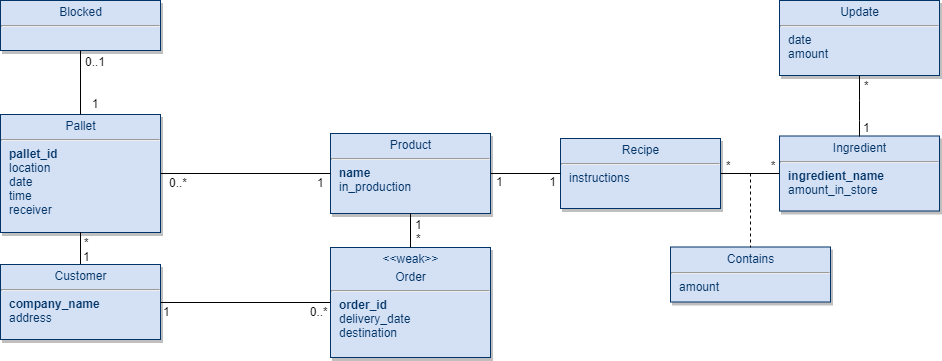 Blocked
0..1
1
Pallet
pallet_id
location
date
time
receiver
0..*
1
*
1
Customer
company_name
address
1
0..*
Product
name
in_production
1
*
<<weak>>
Order
order_id
delivery_date
destination
1
1
Recipe
instructions
*
*
Contains
amount
Update
date
amount
*
1
Ingredient
ingredient_name
amount_in_store